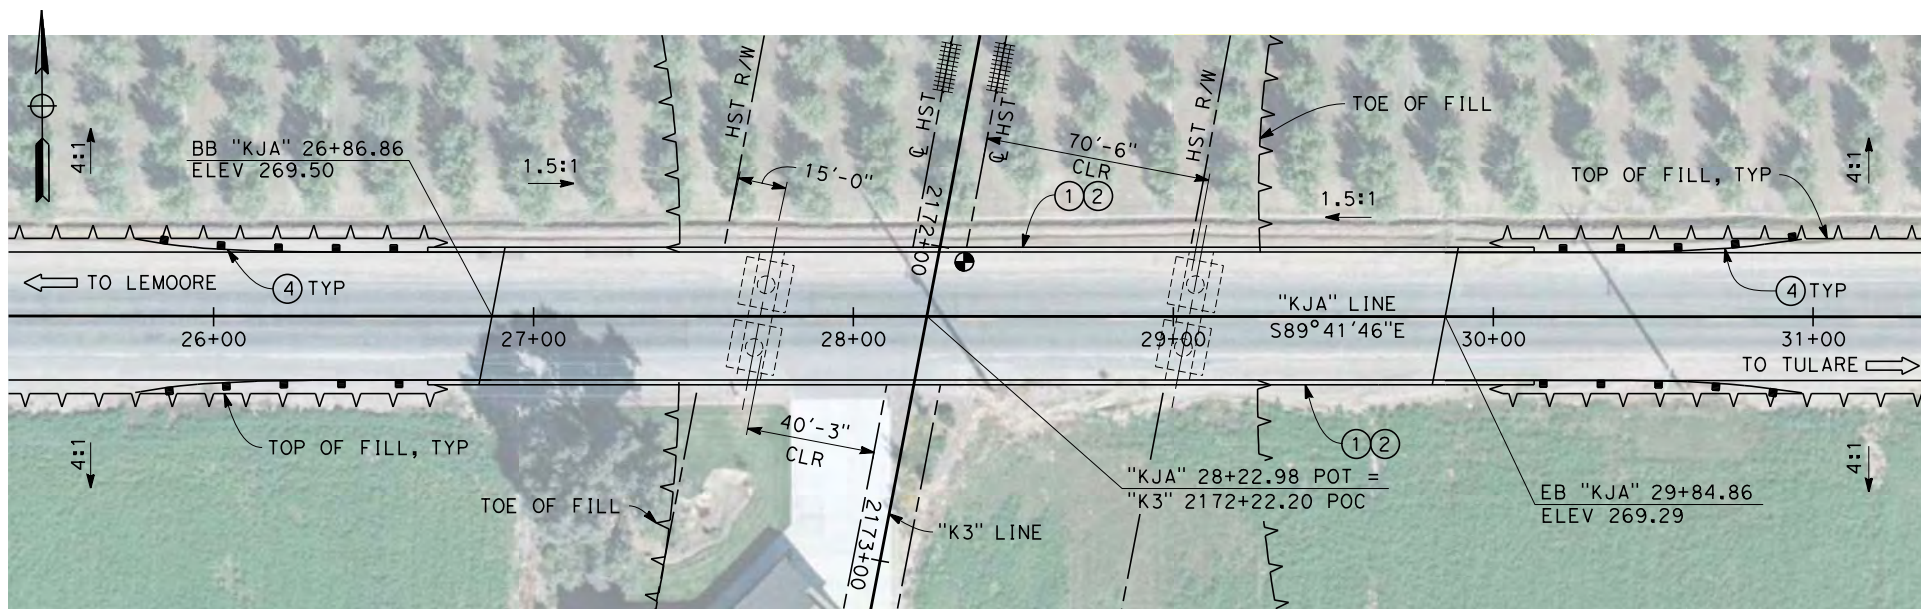 HST R/W
HST ℄
HST ℄
HST R/W
TOE OF FILL
4:1
BB "KJA" 26+86.86
ELEV 269.50
1.5:1
15'-0"
70'-6"
CLR
1 2
1.5:1
TOP OF FILL, TYP
4:1
2172+00
TO LEMOORE
4 TYP
"KJA" LINE
S89°41'46"E
4 TYP
26+00
27+00
28+00
29+00
30+00
31+00
TO TULARE
4:1
TOP OF FILL, TYP
40'-3"
CLR
1 2
4:1
TOE OF FILL
"KJA" 28+22.98 POT =
"K3" 2172+22.20 POC
EB "KJA" 29+84.86
ELEV 269.29
"K3" LINE
2173+00